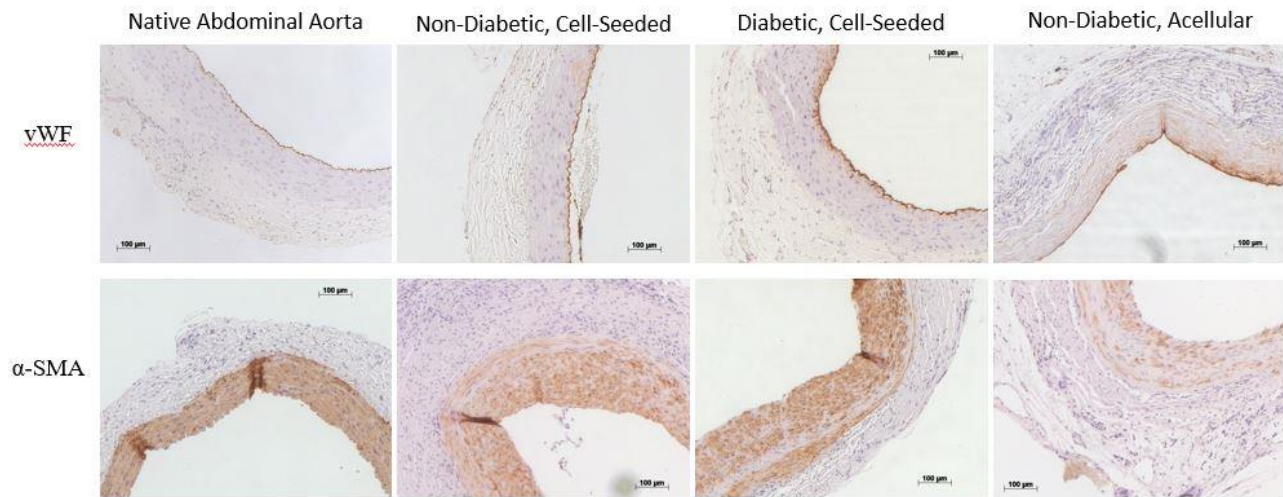 Native Abdominal Aorta Non-Diabetic, Cell-Seeded Diabetic, Cell-Seeded Non-Diabetic, Acellular
vWF
100 µm 100 µm 100 µm 100 µm
α-SMA
100 µm 100 µm 100 µm 100 µm